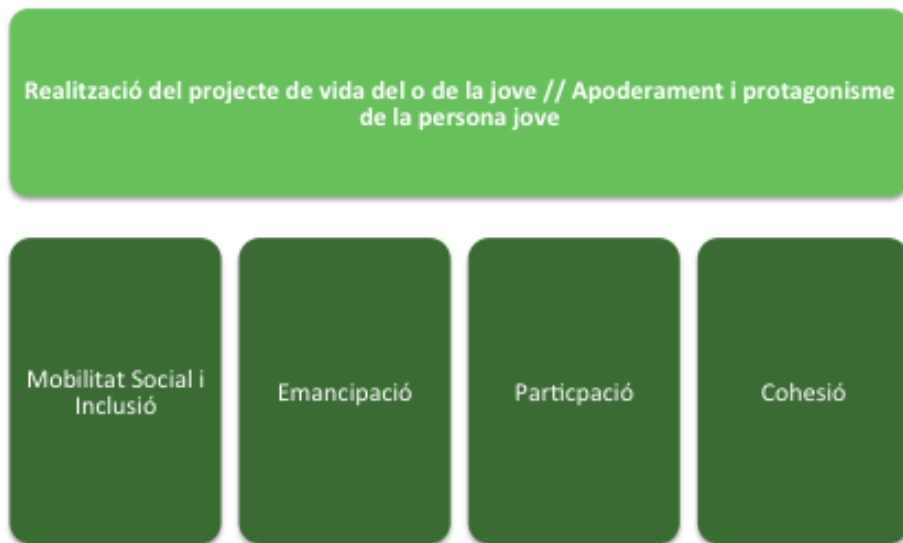 Realització del projecte de vida del o de la jove // Apoderament i protagonisme
de la persona jove
Mobilitat Social i
Inclusió
Emancipació
Particpació
Cohesió